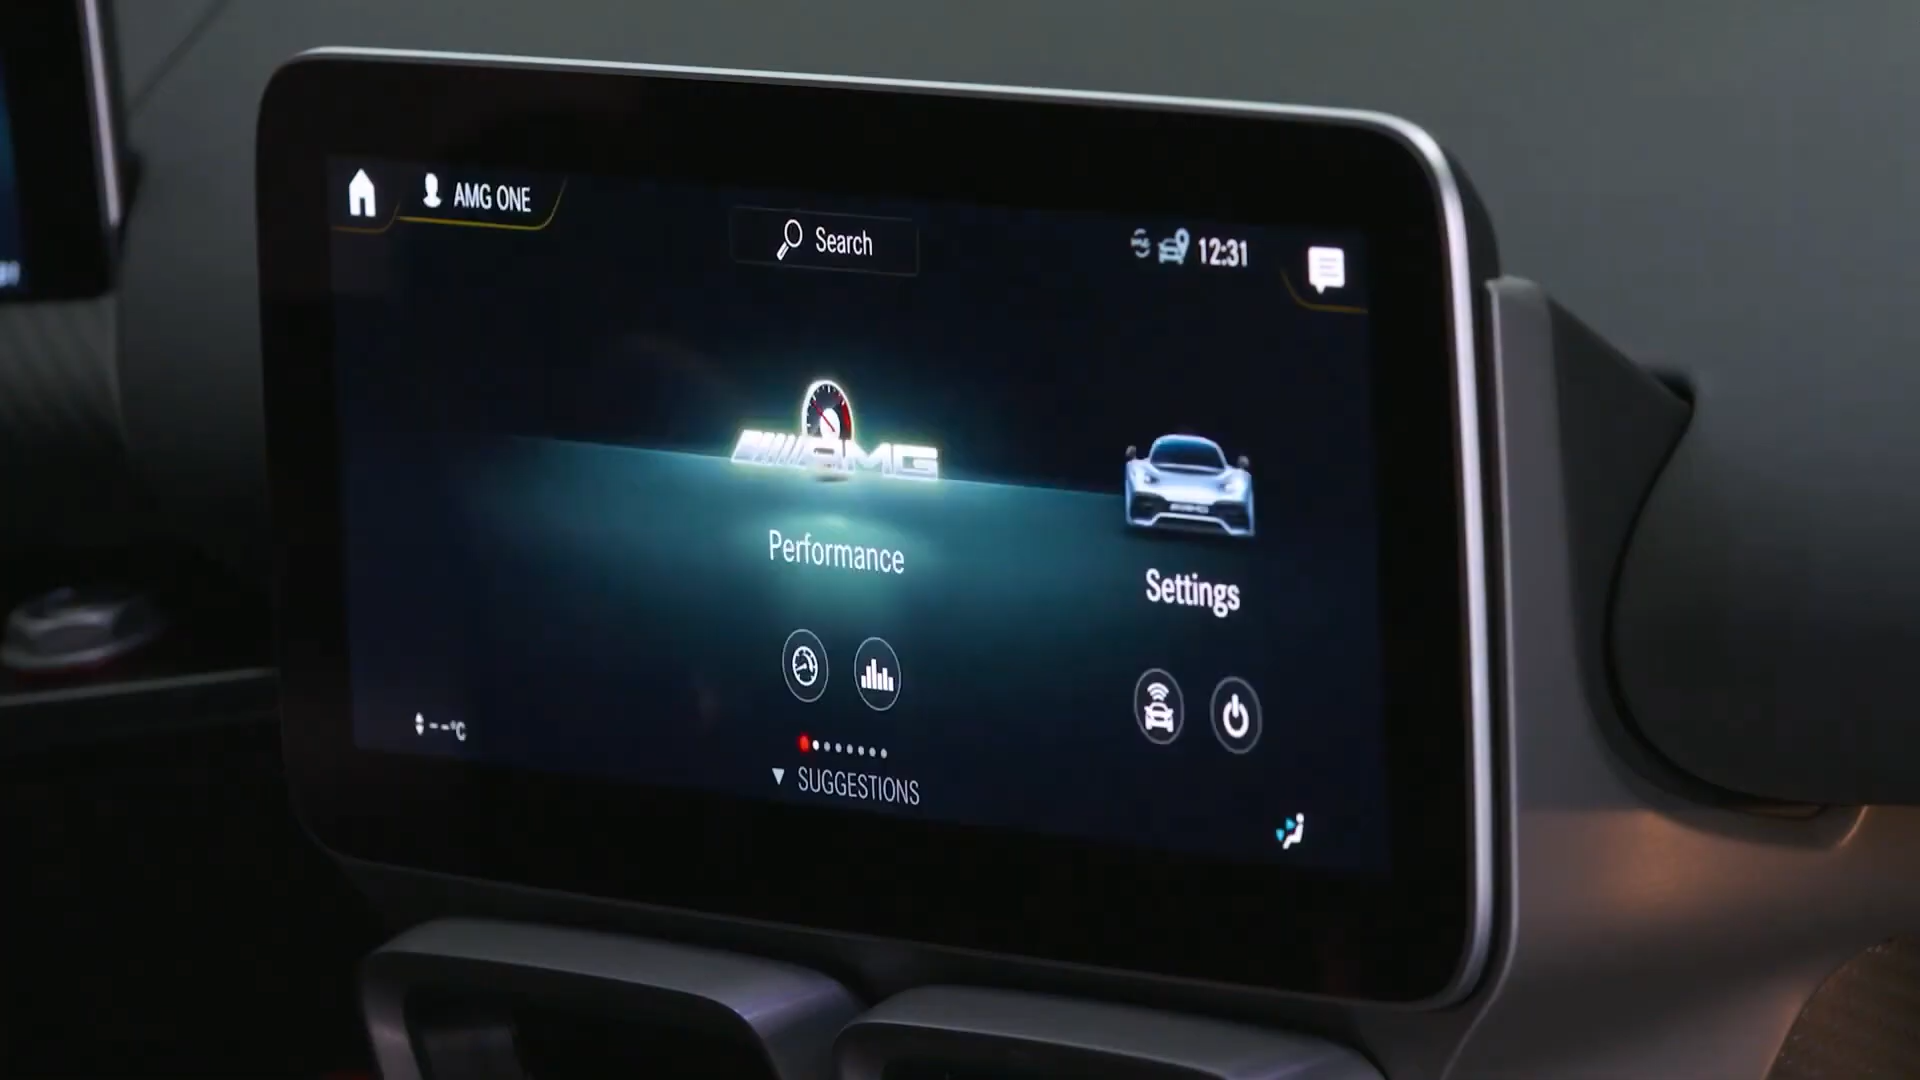 AMG ONE
Search
12:31
AMG
Performance
Settings
--°C
SUGGESTIONS